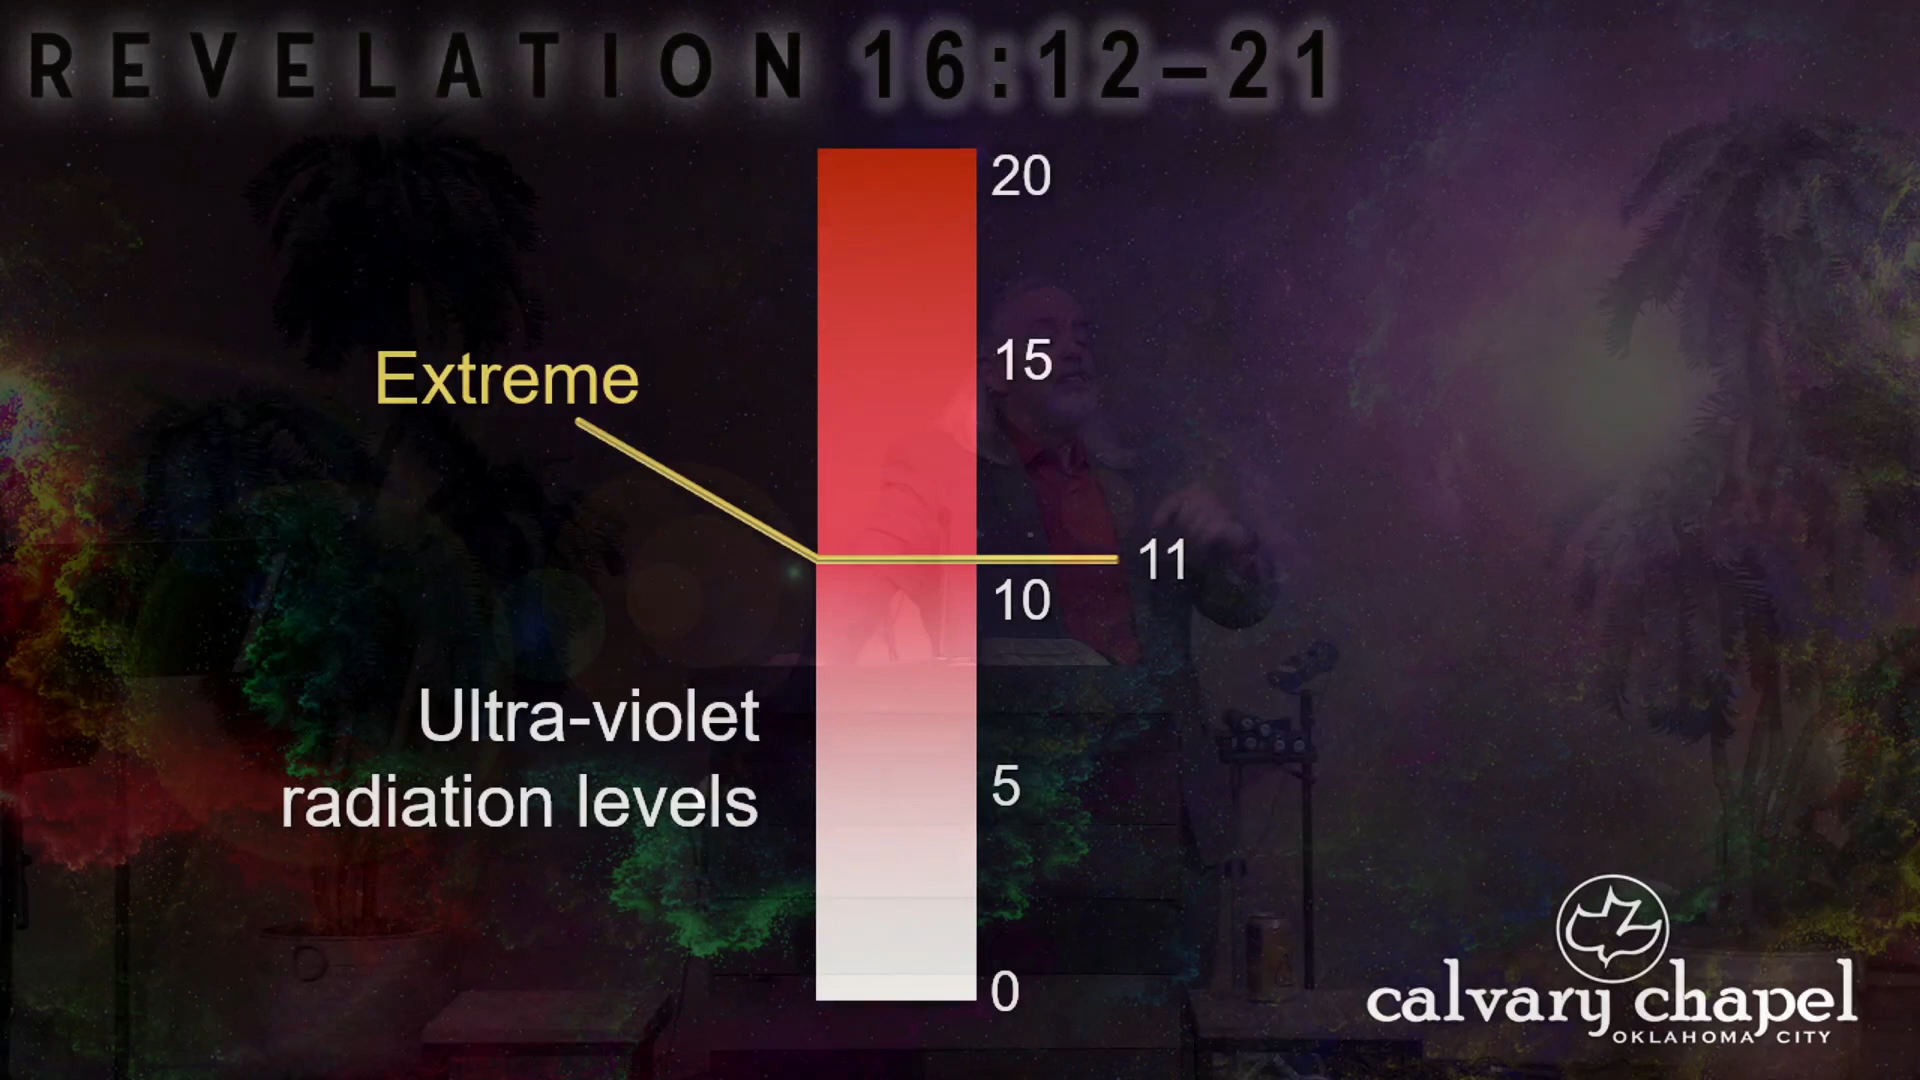 REVELATION 16:12–21
20
15
Extreme
11
10
Ultra-violet
radiation levels
5
0
calvary chapel
OKLAHOMA CITY